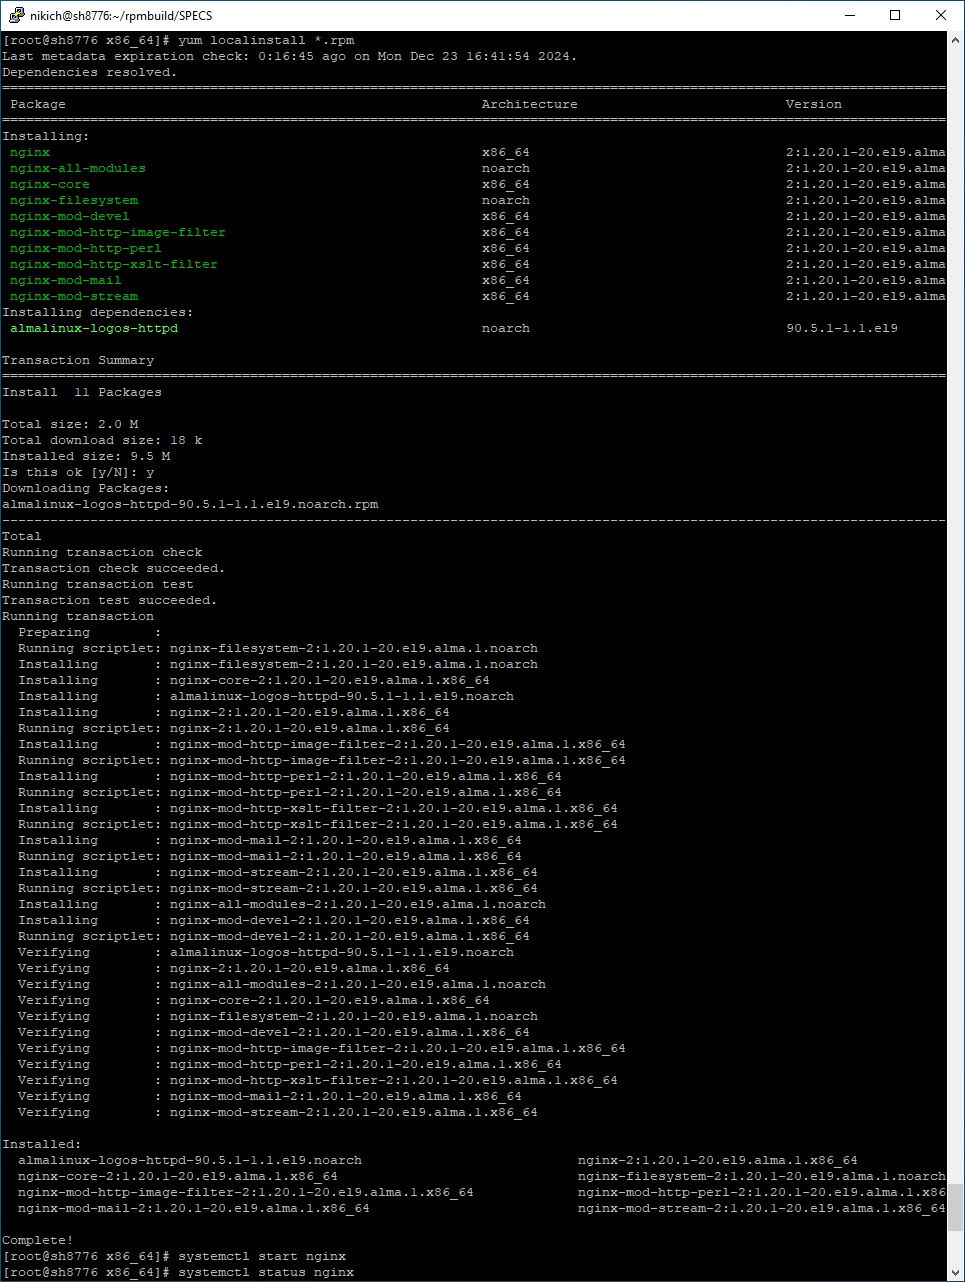 nikich@sh8776:~/rpmbuild/SPECS
[root@sh8776 x86_64]# yum localinstall *.rpm
Last metadata expiration check: 0:16:45 ago on Mon Dec 23 16:41:54 2024.
Dependencies resolved.
================================================================================
Package Architecture Version
================================================================================
Installing:
nginx x86_64 2:1.20.1-20.el9.alma
nginx-all-modules noarch 2:1.20.1-20.el9.alma
nginx-core x86_64 2:1.20.1-20.el9.alma
nginx-filesystem noarch 2:1.20.1-20.el9.alma
nginx-mod-devel x86_64 2:1.20.1-20.el9.alma
nginx-mod-http-image-filter x86_64 2:1.20.1-20.el9.alma
nginx-mod-http-perl x86_64 2:1.20.1-20.el9.alma
nginx-mod-http-xslt-filter x86_64 2:1.20.1-20.el9.alma
nginx-mod-mail x86_64 2:1.20.1-20.el9.alma
nginx-mod-stream x86_64 2:1.20.1-20.el9.alma
Installing dependencies:
almalinux-logos-httpd noarch 90.5.1-1.1.el9
Transaction Summary
================================================================================
Install 11 Packages
Total size: 2.0 M
Total download size: 18 k
Installed size: 9.5 M
Is this ok [y/N]: y
Downloading Packages:
almalinux-logos-httpd-90.5.1-1.1.el9.noarch.rpm
--------------------------------------------------------------------------------
Total
Running transaction check
Transaction check succeeded.
Running transaction test
Transaction test succeeded.
Running transaction
Preparing :
Running scriptlet: nginx-filesystem-2:1.20.1-20.el9.alma.1.noarch
Installing : nginx-filesystem-2:1.20.1-20.el9.alma.1.noarch
Installing : nginx-core-2:1.20.1-20.el9.alma.1.x86_64
Installing : almalinux-logos-httpd-90.5.1-1.1.el9.noarch
Installing : nginx-2:1.20.1-20.el9.alma.1.x86_64
Running scriptlet: nginx-2:1.20.1-20.el9.alma.1.x86_64
Installing : nginx-mod-http-image-filter-2:1.20.1-20.el9.alma.1.x86_64
Running scriptlet: nginx-mod-http-image-filter-2:1.20.1-20.el9.alma.1.x86_64
Installing : nginx-mod-http-perl-2:1.20.1-20.el9.alma.1.x86_64
Running scriptlet: nginx-mod-http-perl-2:1.20.1-20.el9.alma.1.x86_64
Installing : nginx-mod-http-xslt-filter-2:1.20.1-20.el9.alma.1.x86_64
Running scriptlet: nginx-mod-http-xslt-filter-2:1.20.1-20.el9.alma.1.x86_64
Installing : nginx-mod-mail-2:1.20.1-20.el9.alma.1.x86_64
Running scriptlet: nginx-mod-mail-2:1.20.1-20.el9.alma.1.x86_64
Installing : nginx-mod-stream-2:1.20.1-20.el9.alma.1.x86_64
Running scriptlet: nginx-mod-stream-2:1.20.1-20.el9.alma.1.x86_64
Installing : nginx-all-modules-2:1.20.1-20.el9.alma.1.noarch
Installing : nginx-mod-devel-2:1.20.1-20.el9.alma.1.x86_64
Running scriptlet: nginx-mod-devel-2:1.20.1-20.el9.alma.1.x86_64
Verifying : almalinux-logos-httpd-90.5.1-1.1.el9.noarch
Verifying : nginx-2:1.20.1-20.el9.alma.1.x86_64
Verifying : nginx-all-modules-2:1.20.1-20.el9.alma.1.noarch
Verifying : nginx-core-2:1.20.1-20.el9.alma.1.x86_64
Verifying : nginx-filesystem-2:1.20.1-20.el9.alma.1.noarch
Verifying : nginx-mod-devel-2:1.20.1-20.el9.alma.1.x86_64
Verifying : nginx-mod-http-image-filter-2:1.20.1-20.el9.alma.1.x86_64
Verifying : nginx-mod-http-perl-2:1.20.1-20.el9.alma.1.x86_64
Verifying : nginx-mod-http-xslt-filter-2:1.20.1-20.el9.alma.1.x86_64
Verifying : nginx-mod-mail-2:1.20.1-20.el9.alma.1.x86_64
Verifying : nginx-mod-stream-2:1.20.1-20.el9.alma.1.x86_64
Installed:
almalinux-logos-httpd-90.5.1-1.1.el9.noarch nginx-2:1.20.1-20.el9.alma.1.x86_64
nginx-core-2:1.20.1-20.el9.alma.1.x86_64 nginx-filesystem-2:1.20.1-20.el9.alma.1.noarch
nginx-mod-http-image-filter-2:1.20.1-20.el9.alma.1.x86_64 nginx-mod-http-perl-2:1.20.1-20.el9.alma.1.x86
nginx-mod-mail-2:1.20.1-20.el9.alma.1.x86_64 nginx-mod-stream-2:1.20.1-20.el9.alma.1.x86_64
Complete!
[root@sh8776 x86_64]# systemctl start nginx
[root@sh8776 x86_64]# systemctl status nginx